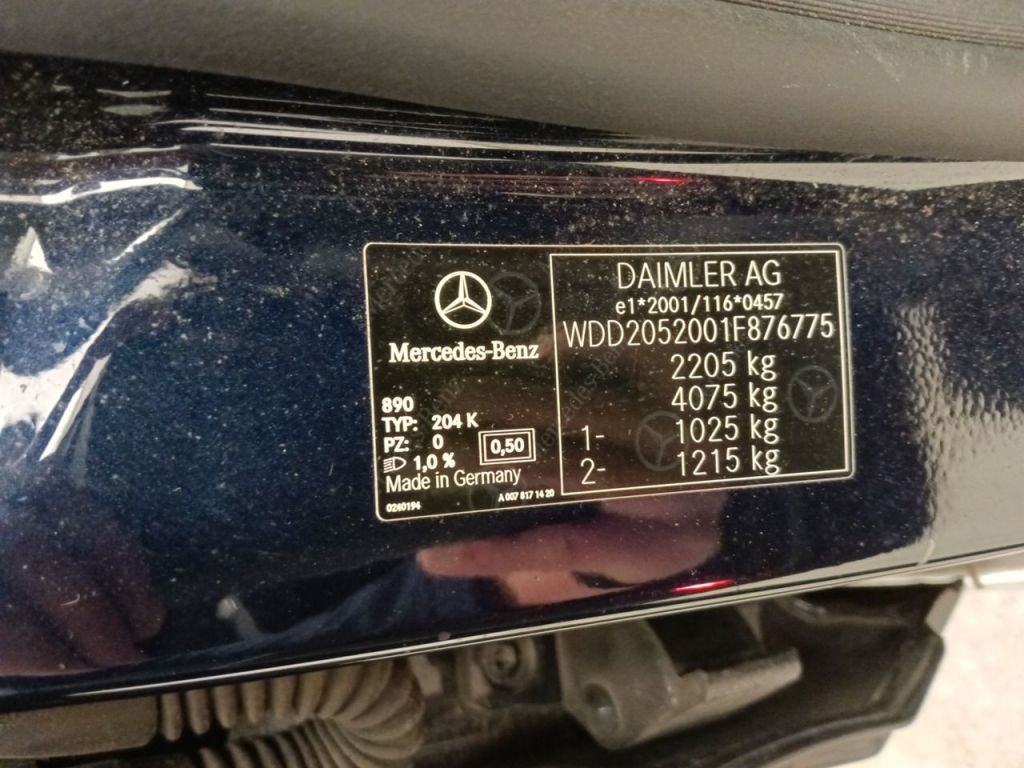 Mercedes-Benz
890
TYP: 204 K
PZ: 0
1,0 %
0,50
Made in Germany
0240194
A 007 817 14 20
DAIMLER AG
e1*2001/116*0457
WDD2052001F876775
2205 kg
4075 kg
1- 1025 kg
2- 1215 kg